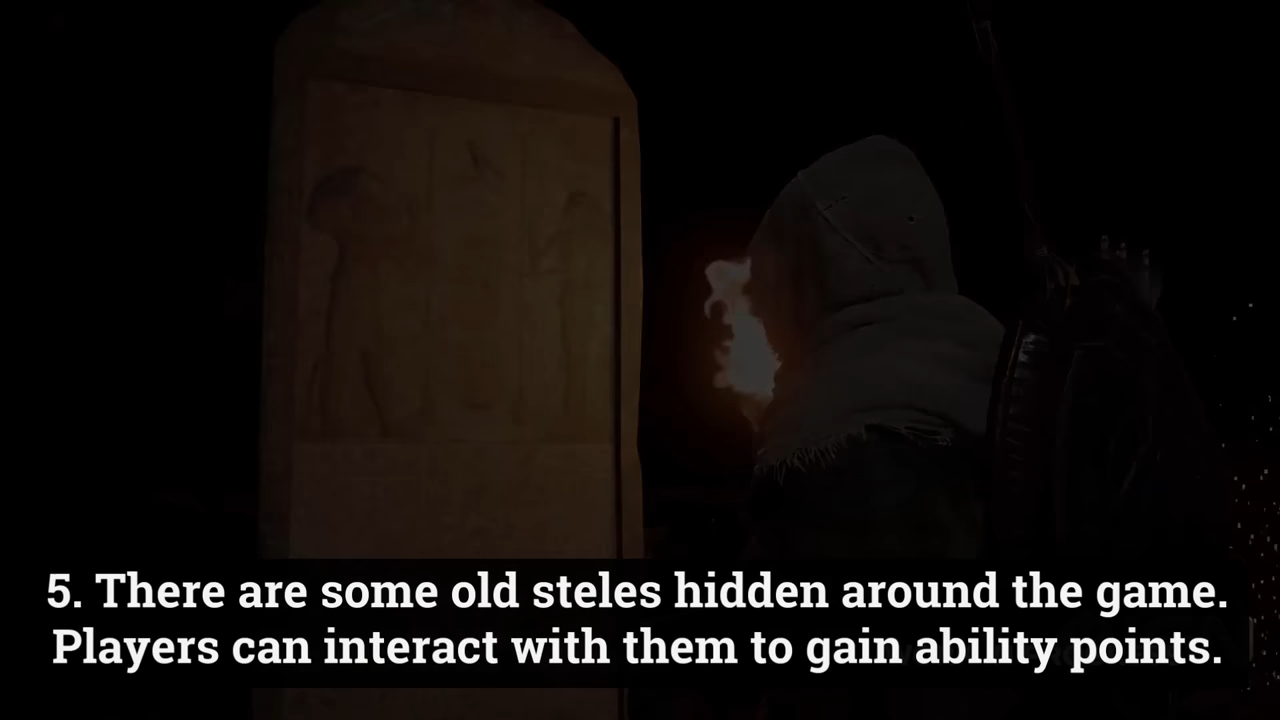 5. There are some old steles hidden around the game.
Players can interact with them to gain ability points.